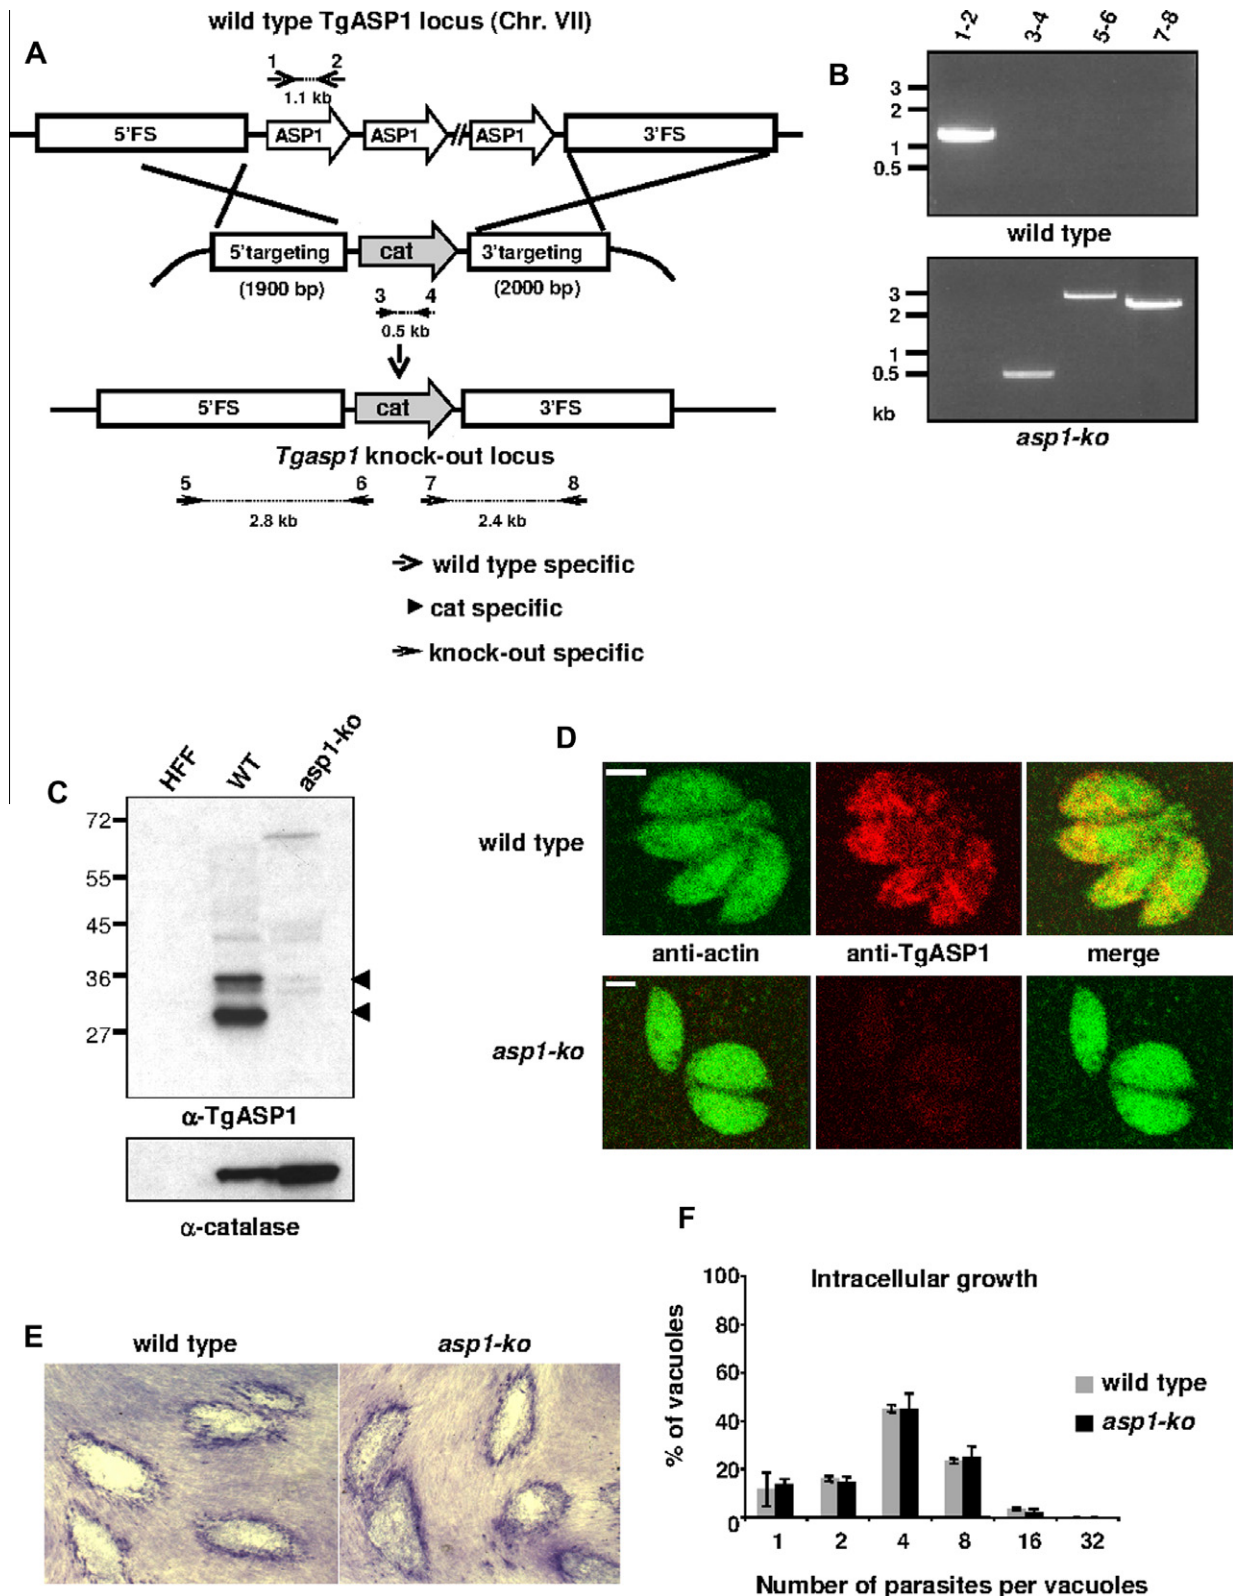 wild type TgASP1 locus (Chr. VII)
A
1 2
1.1 kb
5'FS ASP1 ASP1 // ASP1 3'FS
5'targeting cat 3'targeting
(1900 bp) (2000 bp)
3 4
0.5 kb
5'FS cat 3'FS
Tgasp1 knock-out locus
5 6 7 8
2.8 kb 2.4 kb
wild type specific
cat specific
knock-out specific
B
1-2 3-4 5-6 7-8
3
2
1
0.5
wild type
3
2
1
0.5
kb
asp1-ko
C
HFF WT asp1-ko
72
55
45
36
27
α-TgASP1
α-catalase
D
wild type
anti-actin anti-TgASP1 merge
asp1-ko
E
wild type asp1-ko
F
Intracellular growth
% of vacuoles
100
80
60
40
20
0
1 2 4 8 16 32
Number of parasites per vacuoles
wild type
asp1-ko